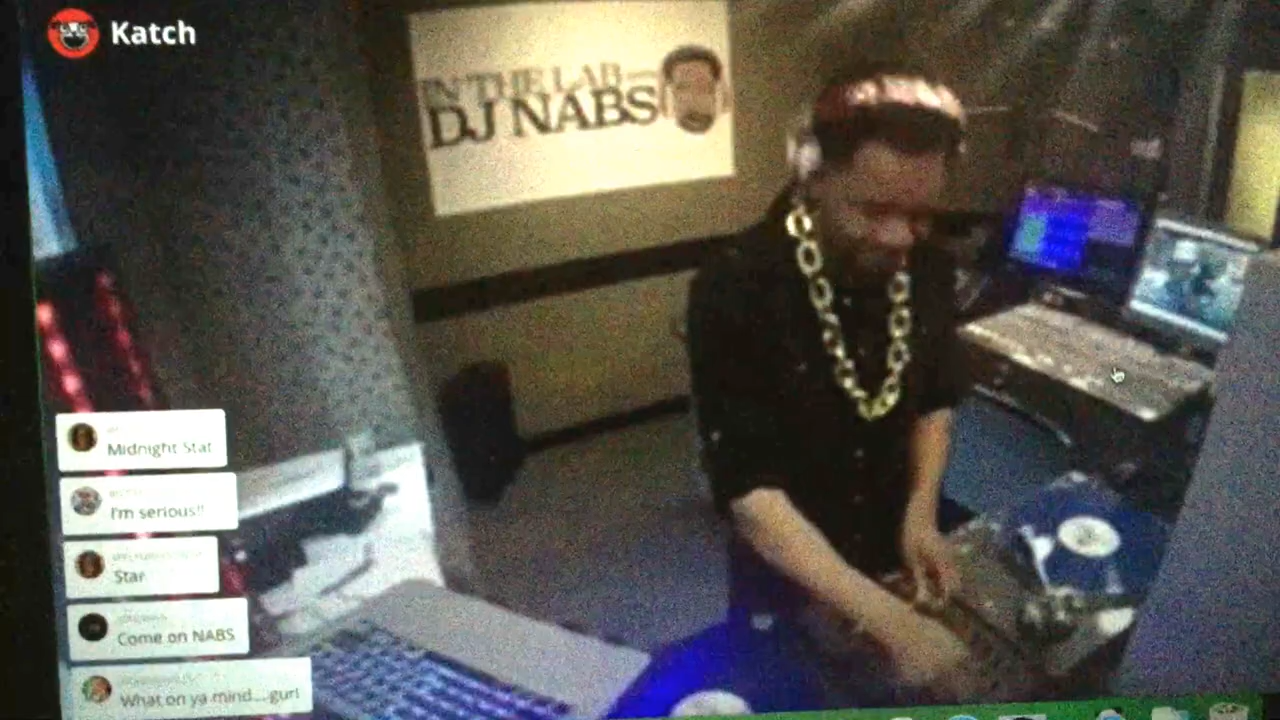 Katch
IN THE LAB
DJ NABS
Midnight Star
I'm serious!!
Star
Come on NABS
What on ya mind....gurl